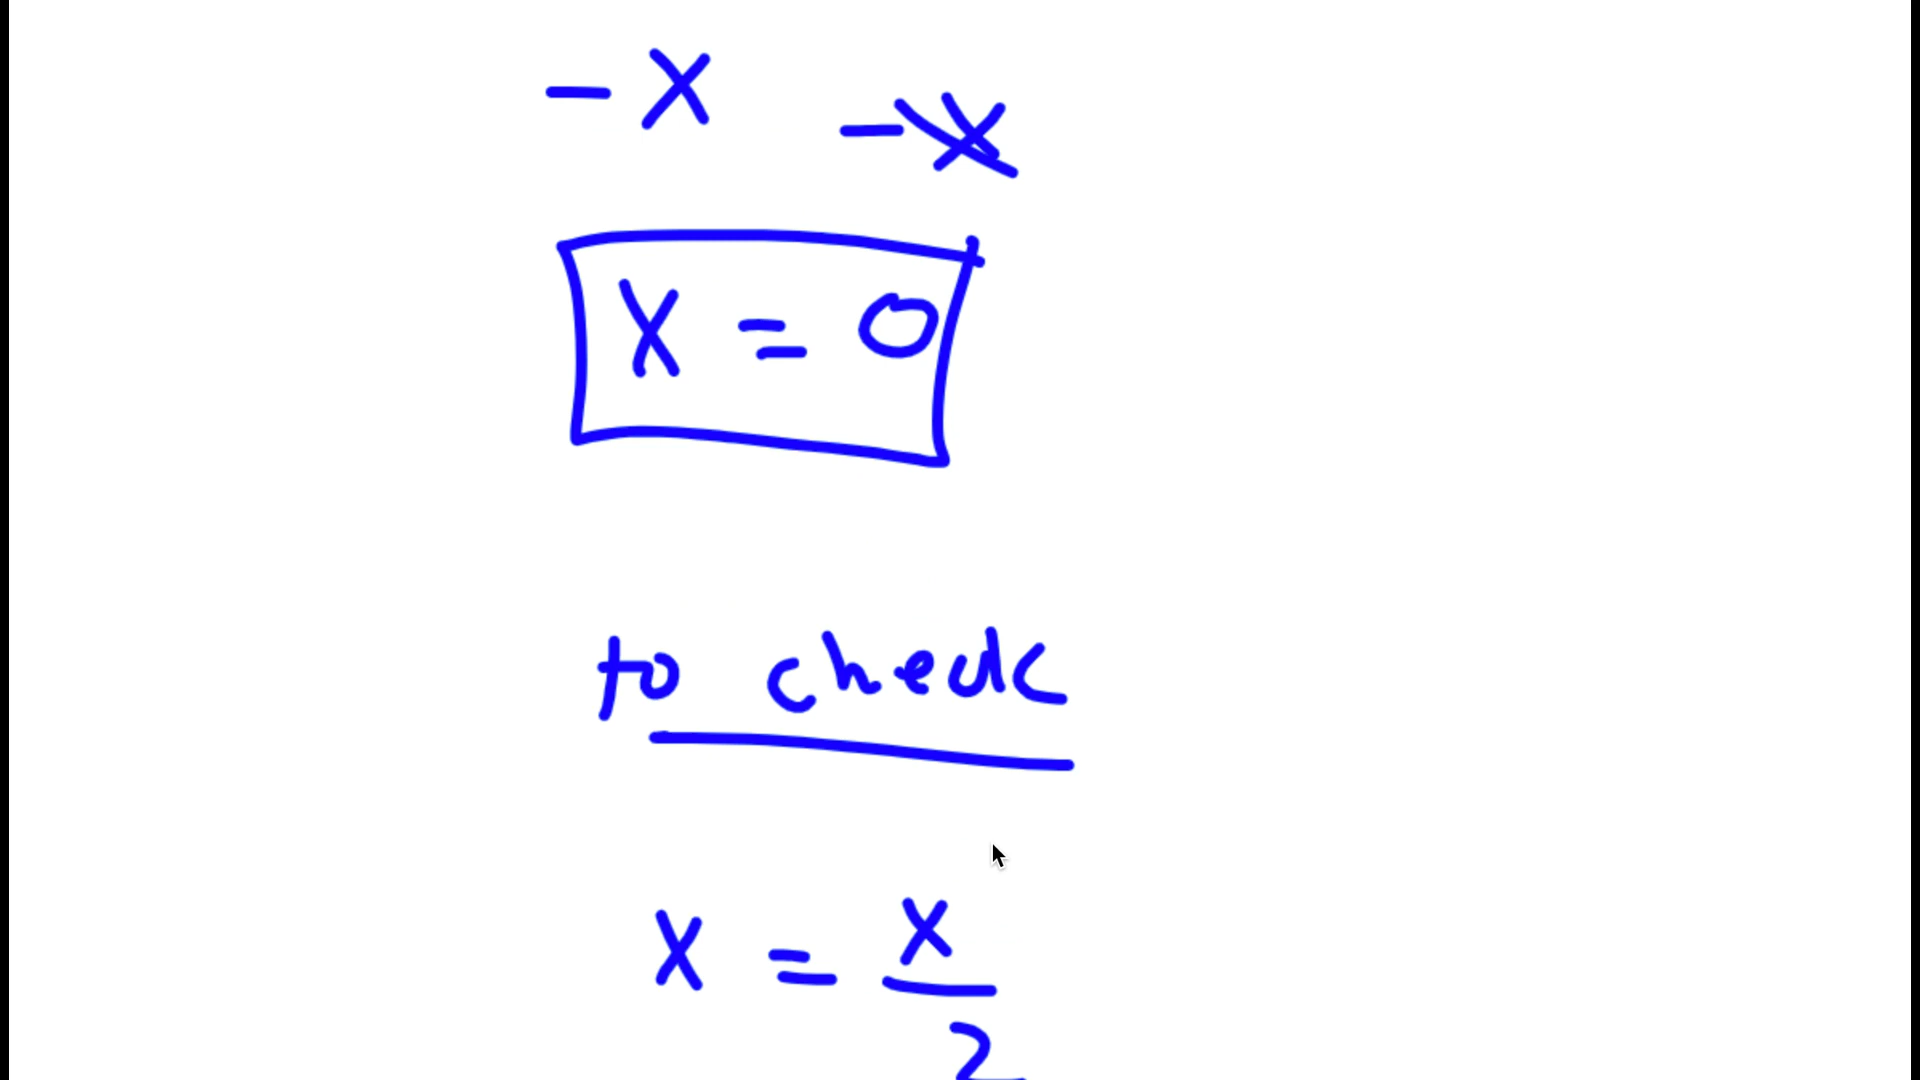 - X -X
X = 0
to check
X = X
2